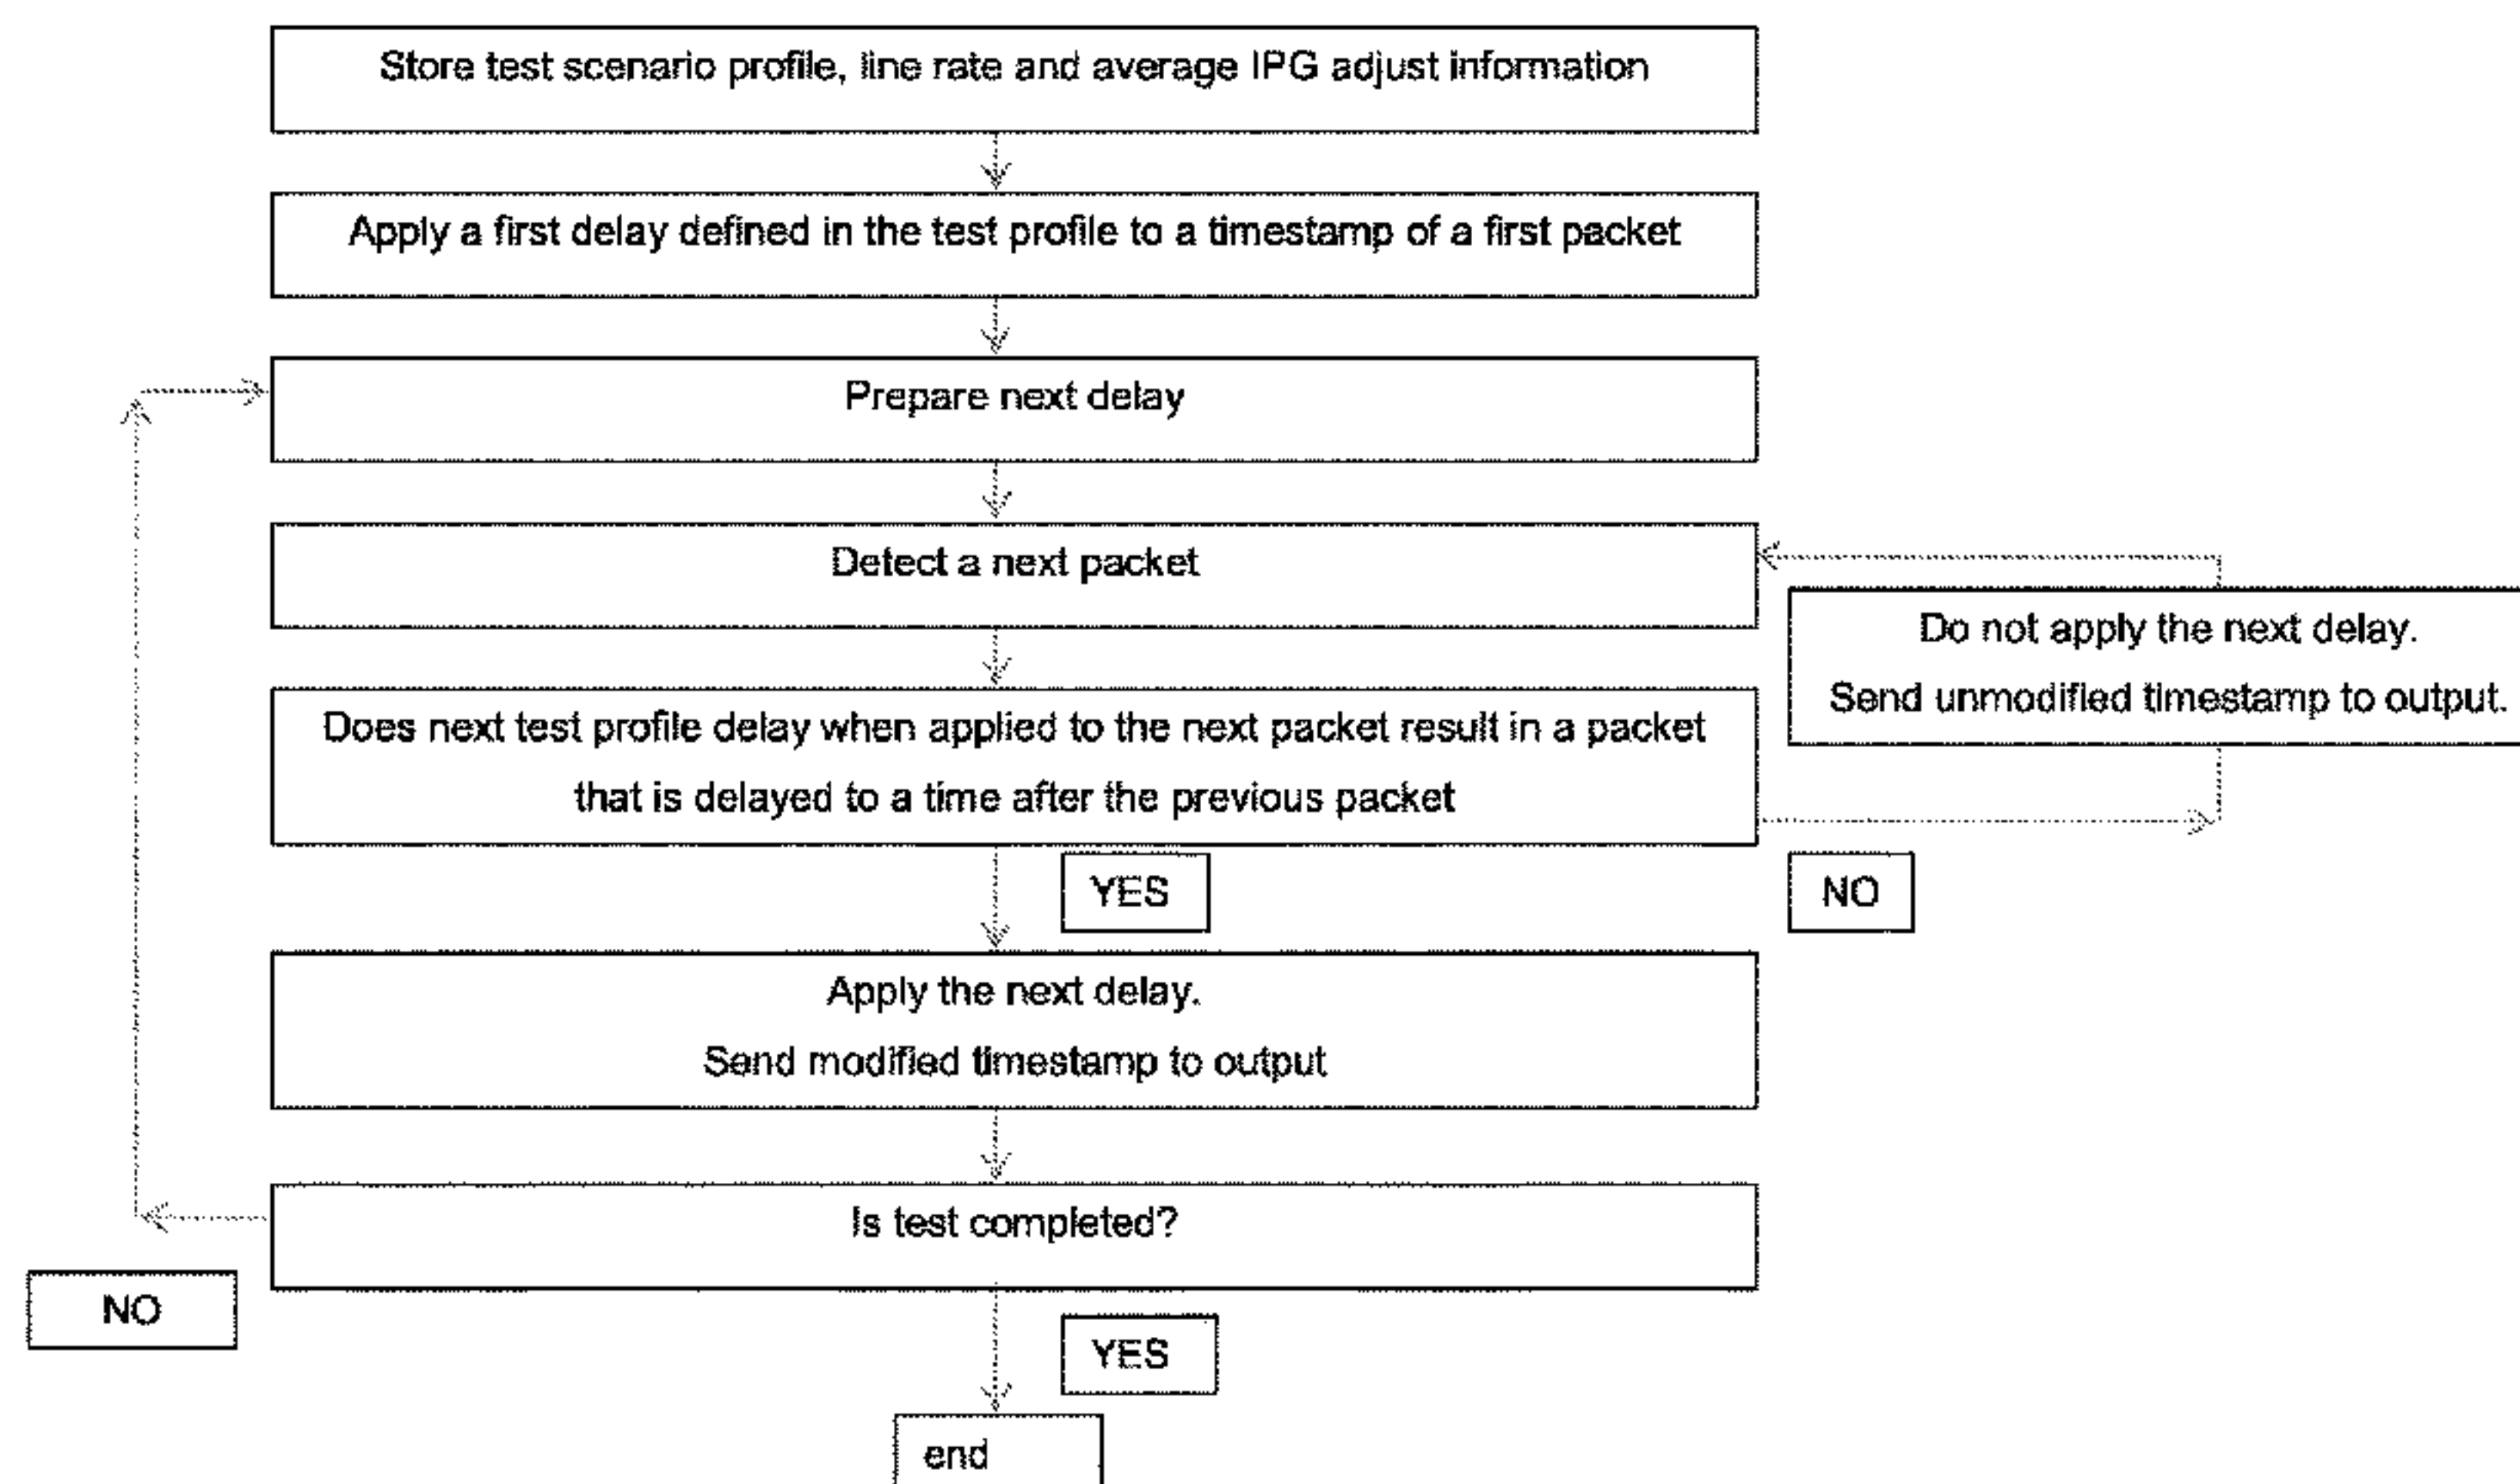 Store test scenario profile, line rate and average IPG adjust information
Apply a first delay defined in the test profile to a timestamp of a first packet
Prepare next delay
Detect a next packet
Do not apply the next delay.
Send unmodified timestamp to output.
Does next test profile delay when applied to the next packet result in a packet
that is delayed to a time after the previous packet
YES
NO
Apply the next delay.
Send modified timestamp to output
Is test completed?
NO
YES
end